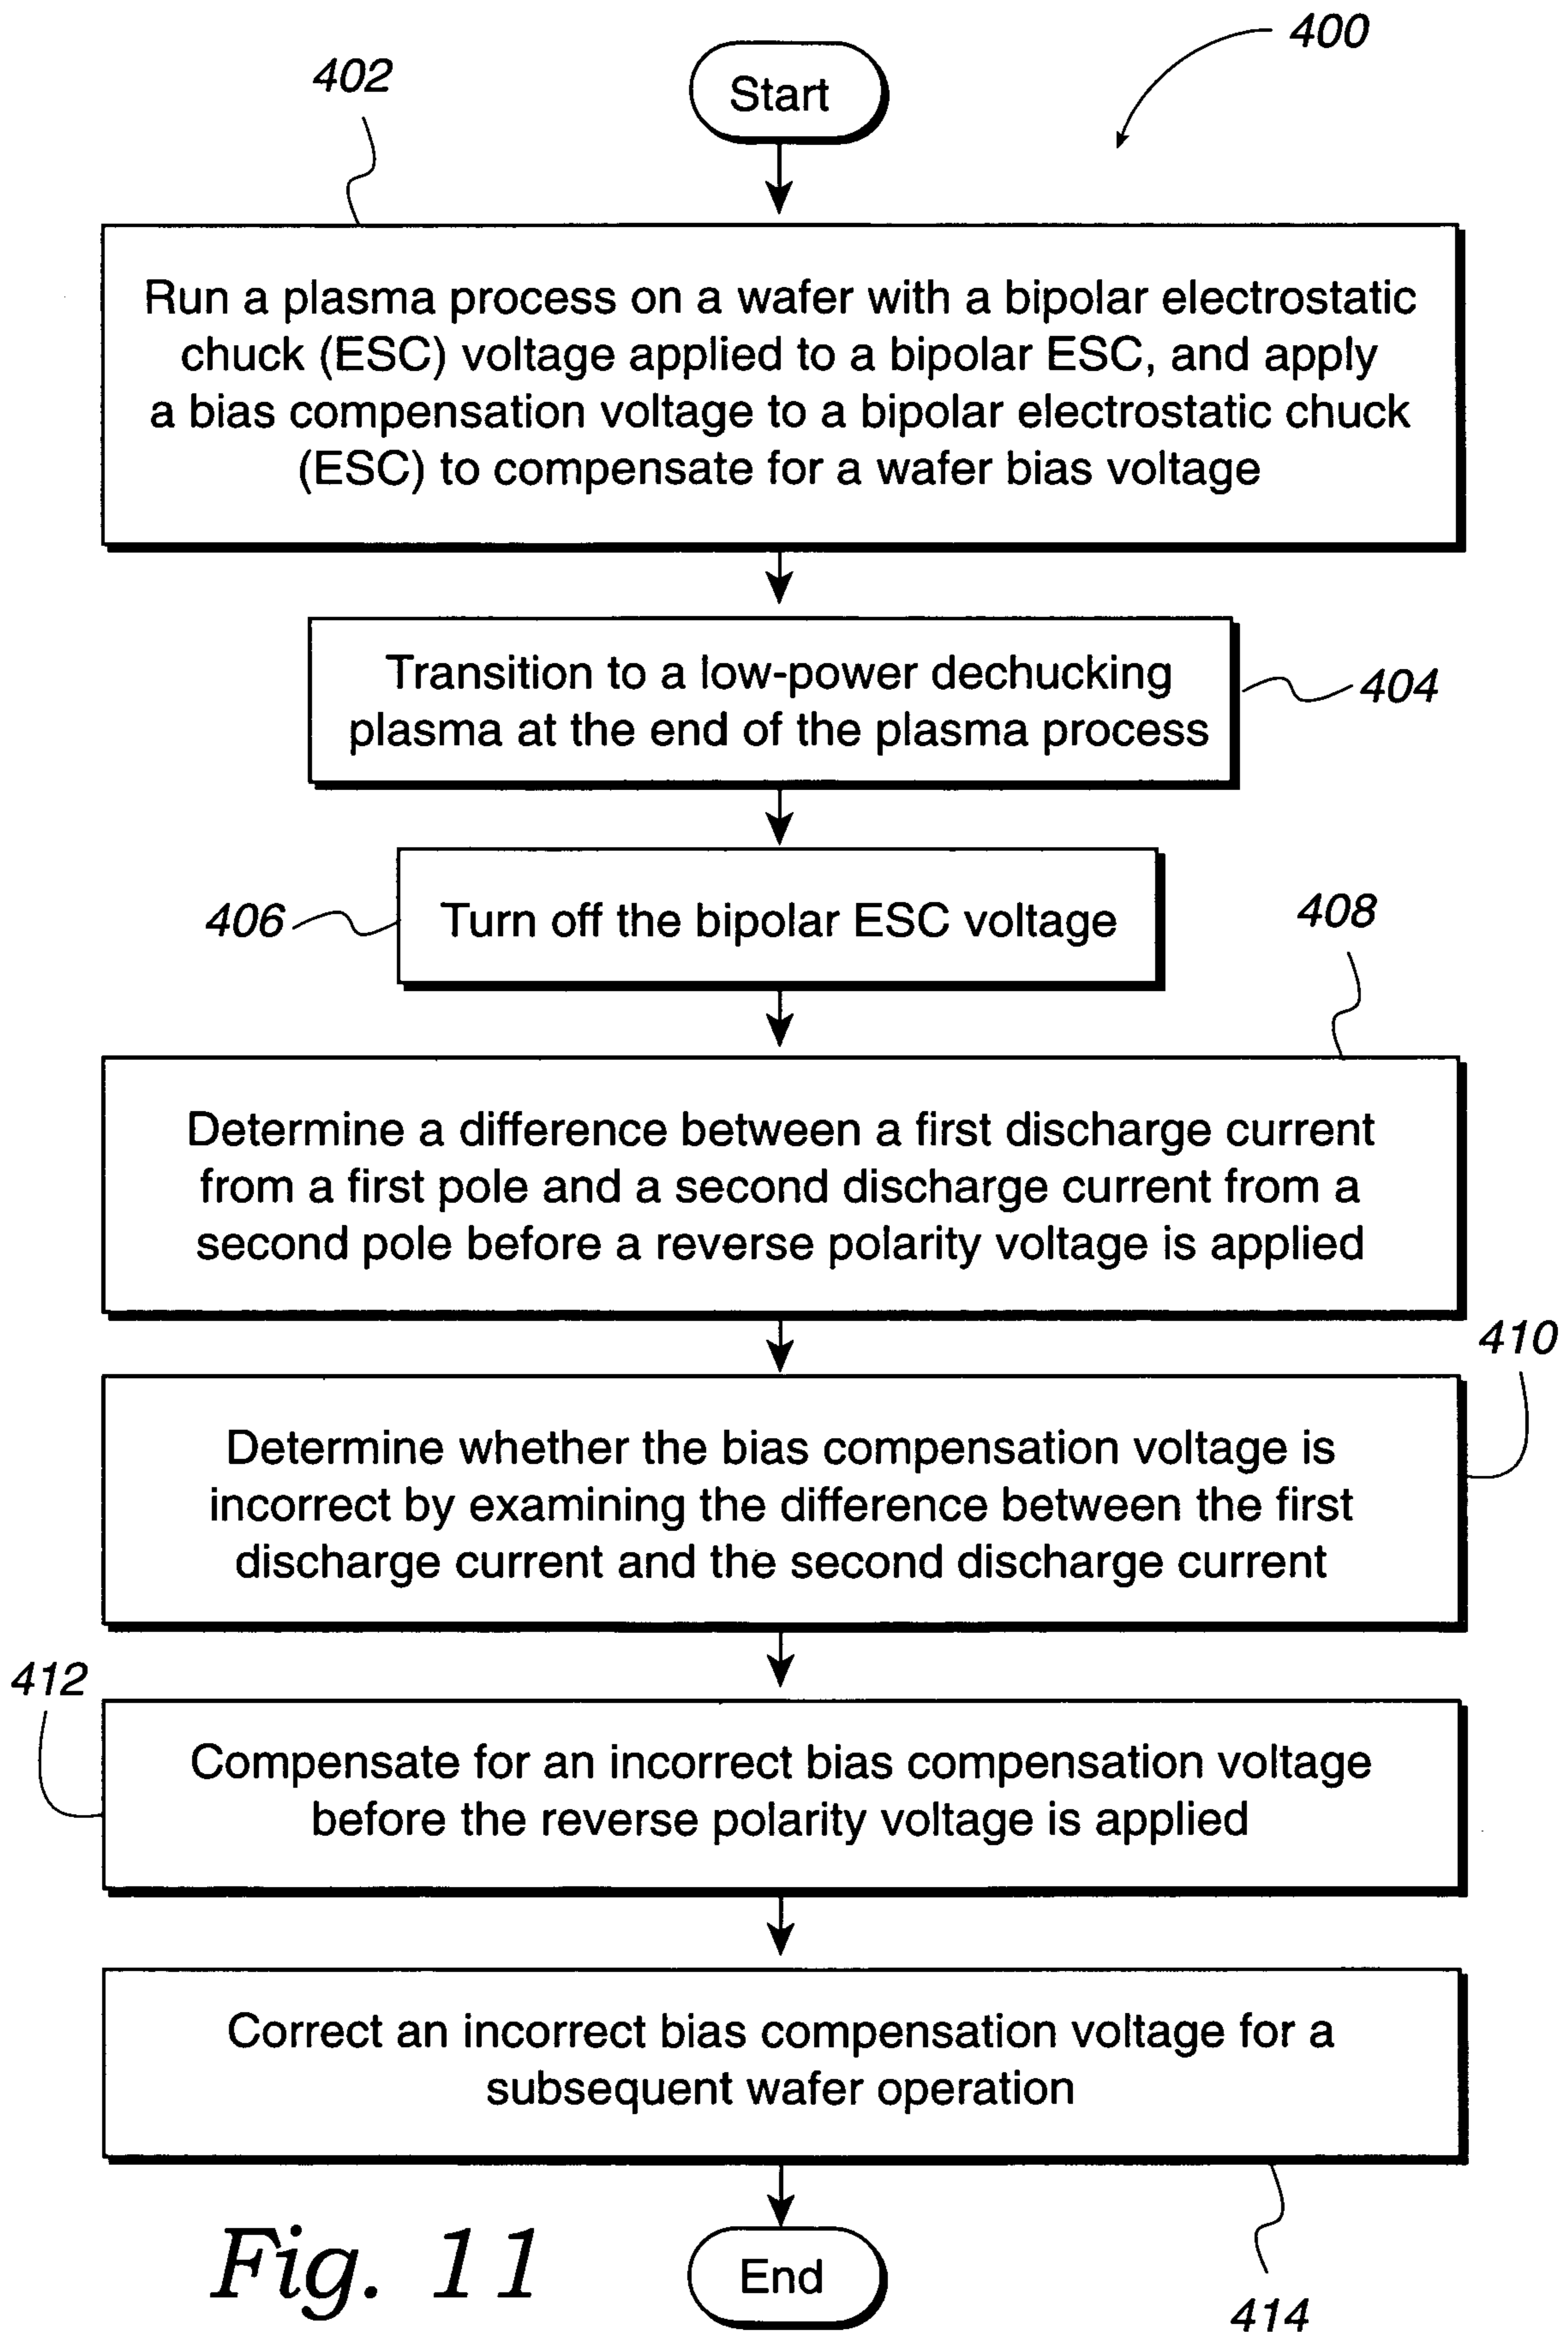 400
402
Start
Run a plasma process on a wafer with a bipolar electrostatic
chuck (ESC) voltage applied to a bipolar ESC, and apply
a bias compensation voltage to a bipolar electrostatic chuck
(ESC) to compensate for a wafer bias voltage
Transition to a low-power dechucking
plasma at the end of the plasma process
404
406
Turn off the bipolar ESC voltage
408
Determine a difference between a first discharge current
from a first pole and a second discharge current from a
second pole before a reverse polarity voltage is applied
410
Determine whether the bias compensation voltage is
incorrect by examining the difference between the first
discharge current and the second discharge current
412
Compensate for an incorrect bias compensation voltage
before the reverse polarity voltage is applied
Correct an incorrect bias compensation voltage for a
subsequent wafer operation
Fig. 11
End
414